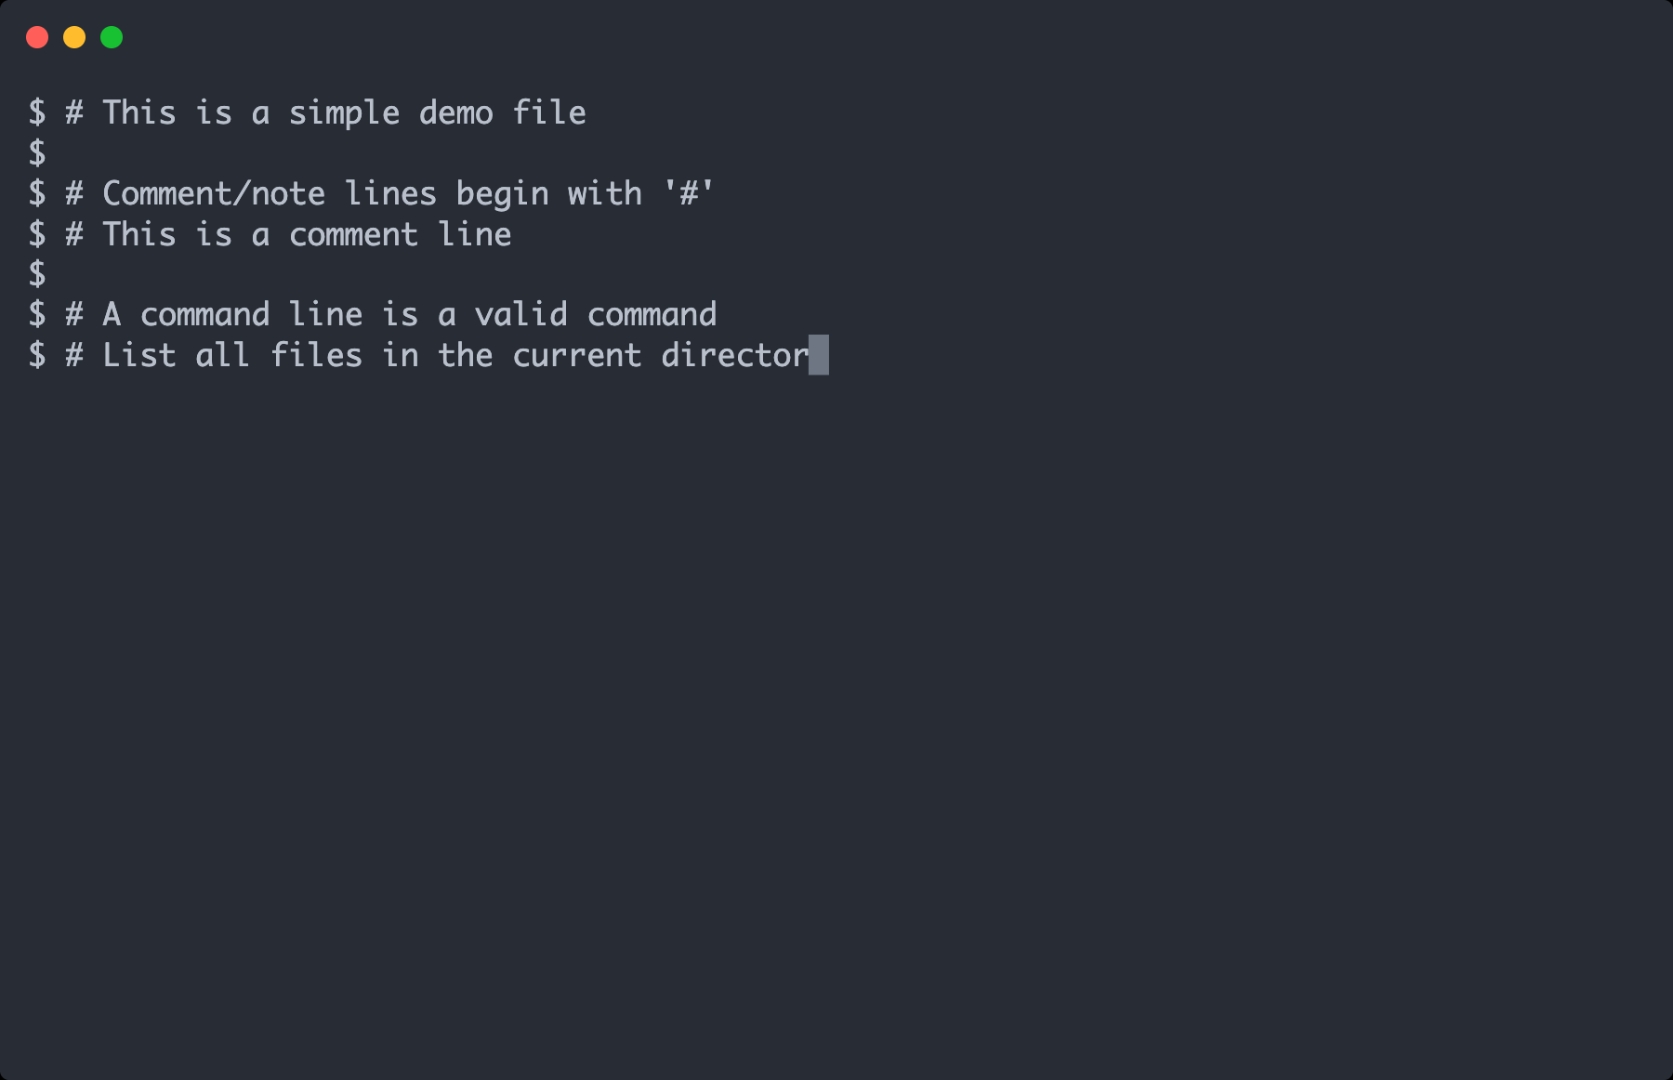 $ # This is a simple demo file
$
$ # Comment/note lines begin with '#'
$ # This is a comment line
$
$ # A command line is a valid command
$ # List all files in the current director